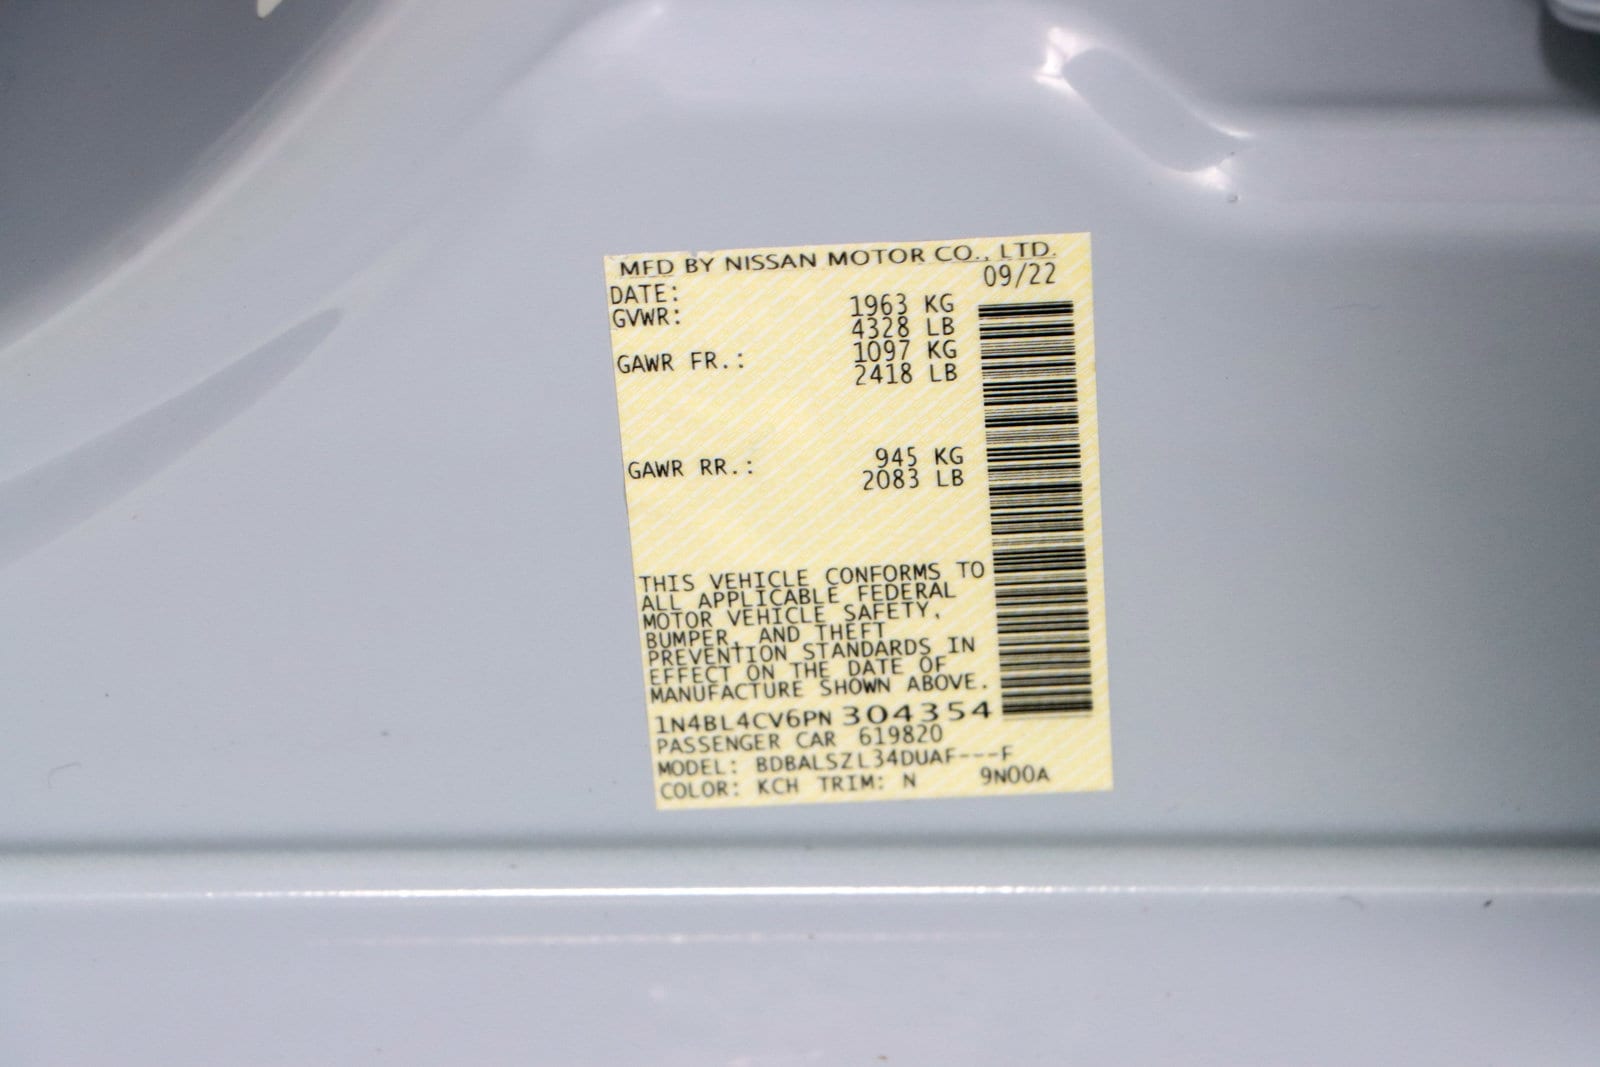 MFD BY NISSAN MOTOR CO., LTD.
DATE: 09/22
GVWR: 1963 KG
4328 LB
GAWR FR.: 1097 KG
2418 LB
GAWR RR.: 945 KG
2083 LB
THIS VEHICLE CONFORMS TO
ALL APPLICABLE FEDERAL
MOTOR VEHICLE SAFETY,
BUMPER, AND THEFT
PREVENTION STANDARDS IN
EFFECT ON THE DATE OF
MANUFACTURE SHOWN ABOVE.
1N4BL4CV6PN304354
PASSENGER CAR 619820
MODEL: BDBALSZL34DUAF---F
COLOR: KCH TRIM: N 9N00A